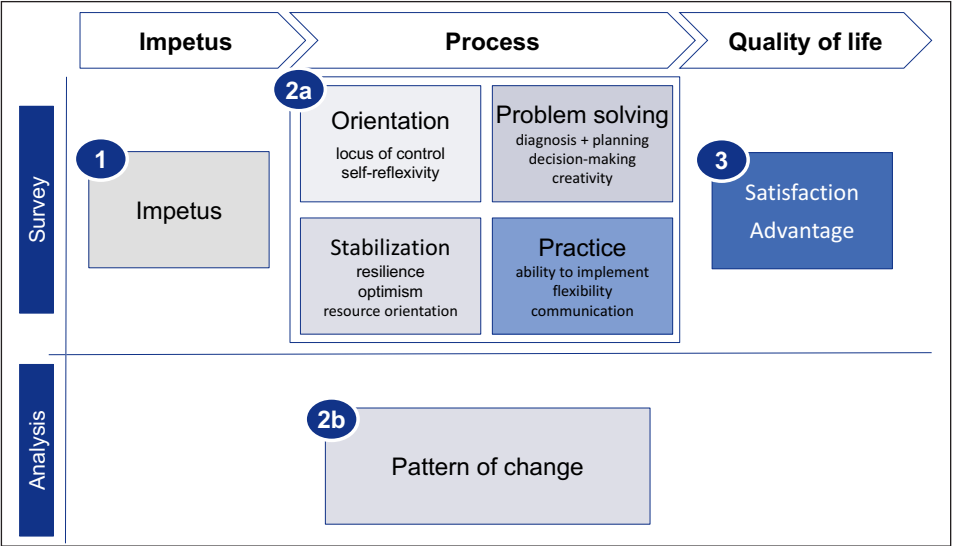 Impetus
Process
Quality of life
Survey
1
Impetus
2a
Orientation
locus of control
self-reflexivity
Problem solving
diagnosis + planning
decision-making
creativity
Stabilization
resilience
optimism
resource orientation
Practice
ability to implement
flexibility
communication
3
Satisfaction
Advantage
Analysis
2b
Pattern of change